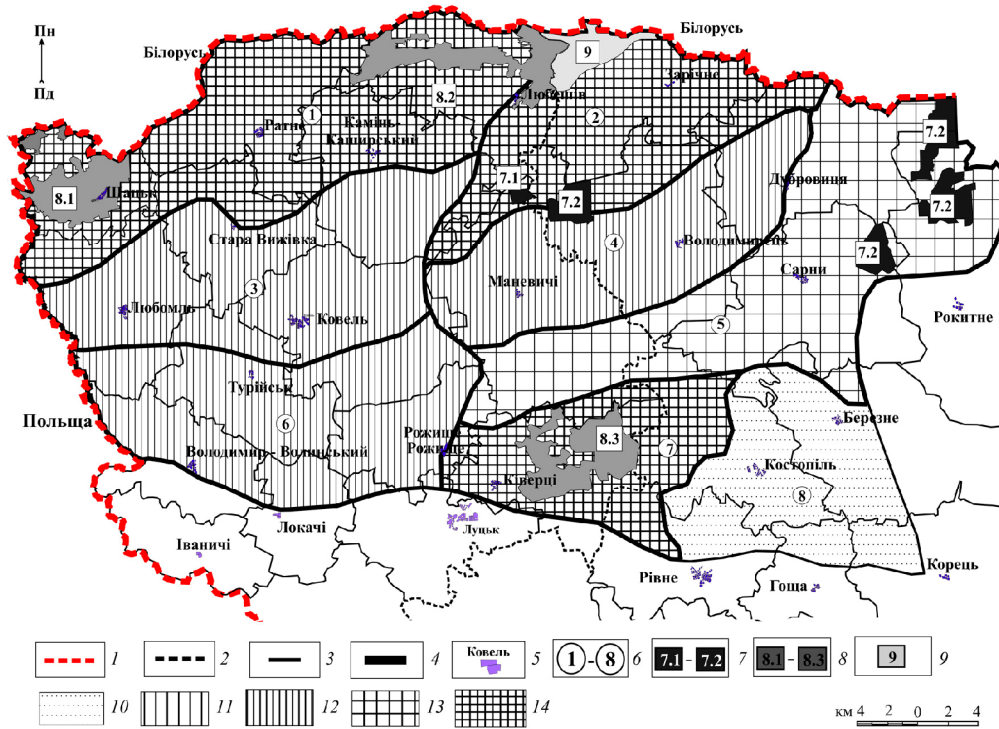 Пн
Пд
Білорусь
Білорусь
9
Зарічне
Любешів
8.2
1
2
Ратне
Камінь-
Каширський
7.2
7.1
7.2
7.2
8.1
Шацьк
Дубровиця
Стара Вижівка
4
Володимирець
7.2
Сарни
3
Маневичі
Любомль
Ковель
5
Рокитне
Турійськ
Польща
6
Рожище
Рожище
8.3
7
Березне
Володимир - Волинський
Костопіль
Ківерці
8
Локачі
Луцьк
Іваничі
Рівне
Гоща
Корець
1
2
3
4
Ковель
5
1 - 8
6
7.1 - 7.2
7
8.1 - 8.3
8
9
9
10
11
12
13
14
км 4 2 0 2 4